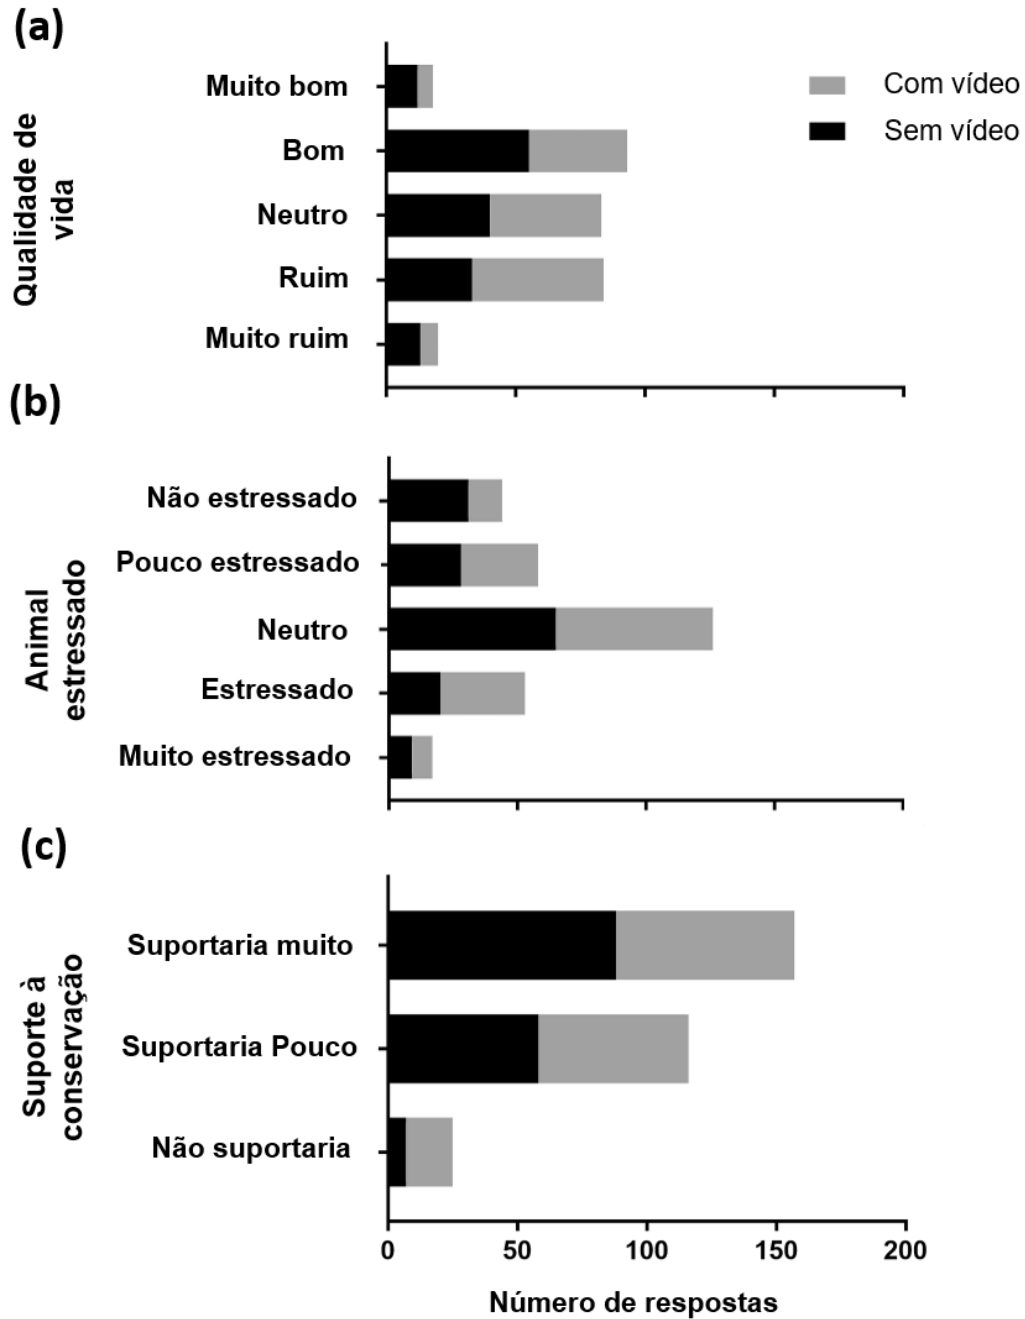 (a)
Qualidade de
vida
Muito bom
Bom
Neutro
Ruim
Muito ruim
Com vídeo
Sem vídeo
(b)
Animal
estressado
Não estressado
Pouco estressado
Neutro
Estressado
Muito estressado
(c)
Suporte à
conservação
Suportaria muito
Suportaria Pouco
Não suportaria
0 50 100 150 200
Número de respostas